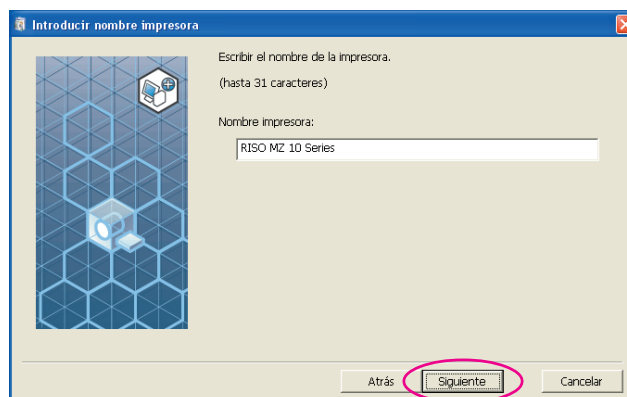 Introducir nombre impresora
Escribir el nombre de la impresora.
(hasta 31 caracteres)
Nombre impresora:
RISO MZ 10 Series
Atrás
Siguiente
Cancelar